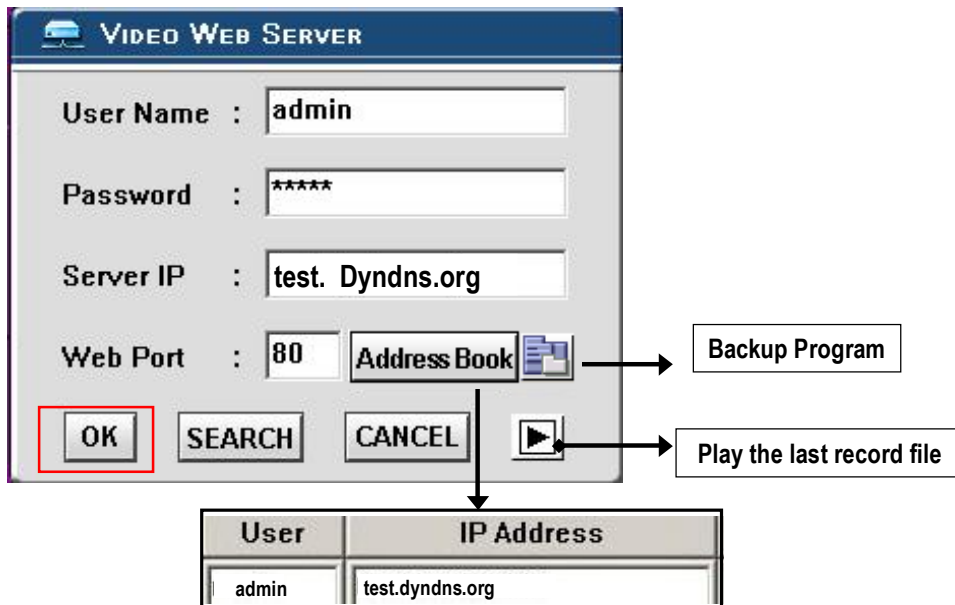 VIDEO WEB SERVER
User Name : admin
Password : *****
Server IP : test. Dyndns.org
Web Port : 80 Address Book
Backup Program
OK SEARCH CANCEL
Play the last record file
User IP Address
admin test.dyndns.org